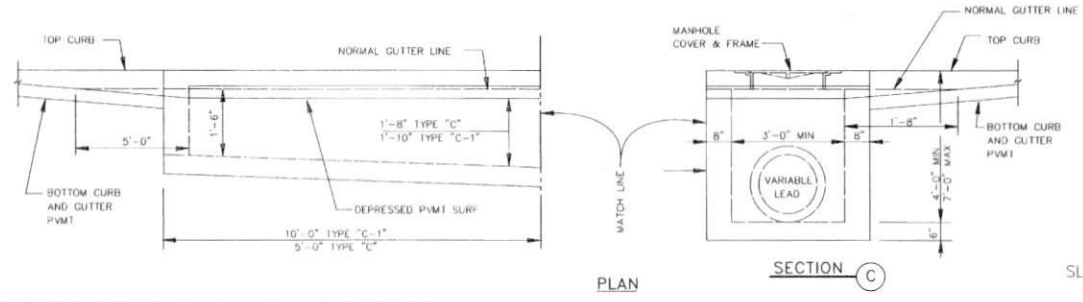 TOP CURB
NORMAL GUTTER LINE
1'-6"
1'-8" TYPE "C"
1'-10" TYPE "C-1"
5'-0"
BOTTOM CURB
AND GUTTER
PVMT
DEPRESSED PVMT SURF
10'-0" TYPE "C-1"
5'-0" TYPE "C"
MATCH LINE
PLAN
MANHOLE
COVER & FRAME
NORMAL GUTTER LINE
TOP CURB
8"
3'-0" MIN
8"
1'-8"
VARIABLE
LEAD
4'-0" MIN
7'-0" MAX
6"
BOTTOM CURB
AND GUTTER
PVMT
SECTION C
SL